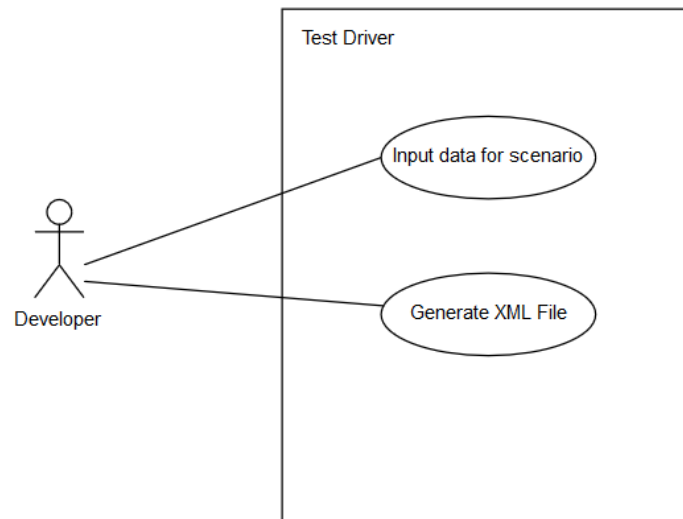 Test Driver
Input data for scenario
Developer
Generate XML File